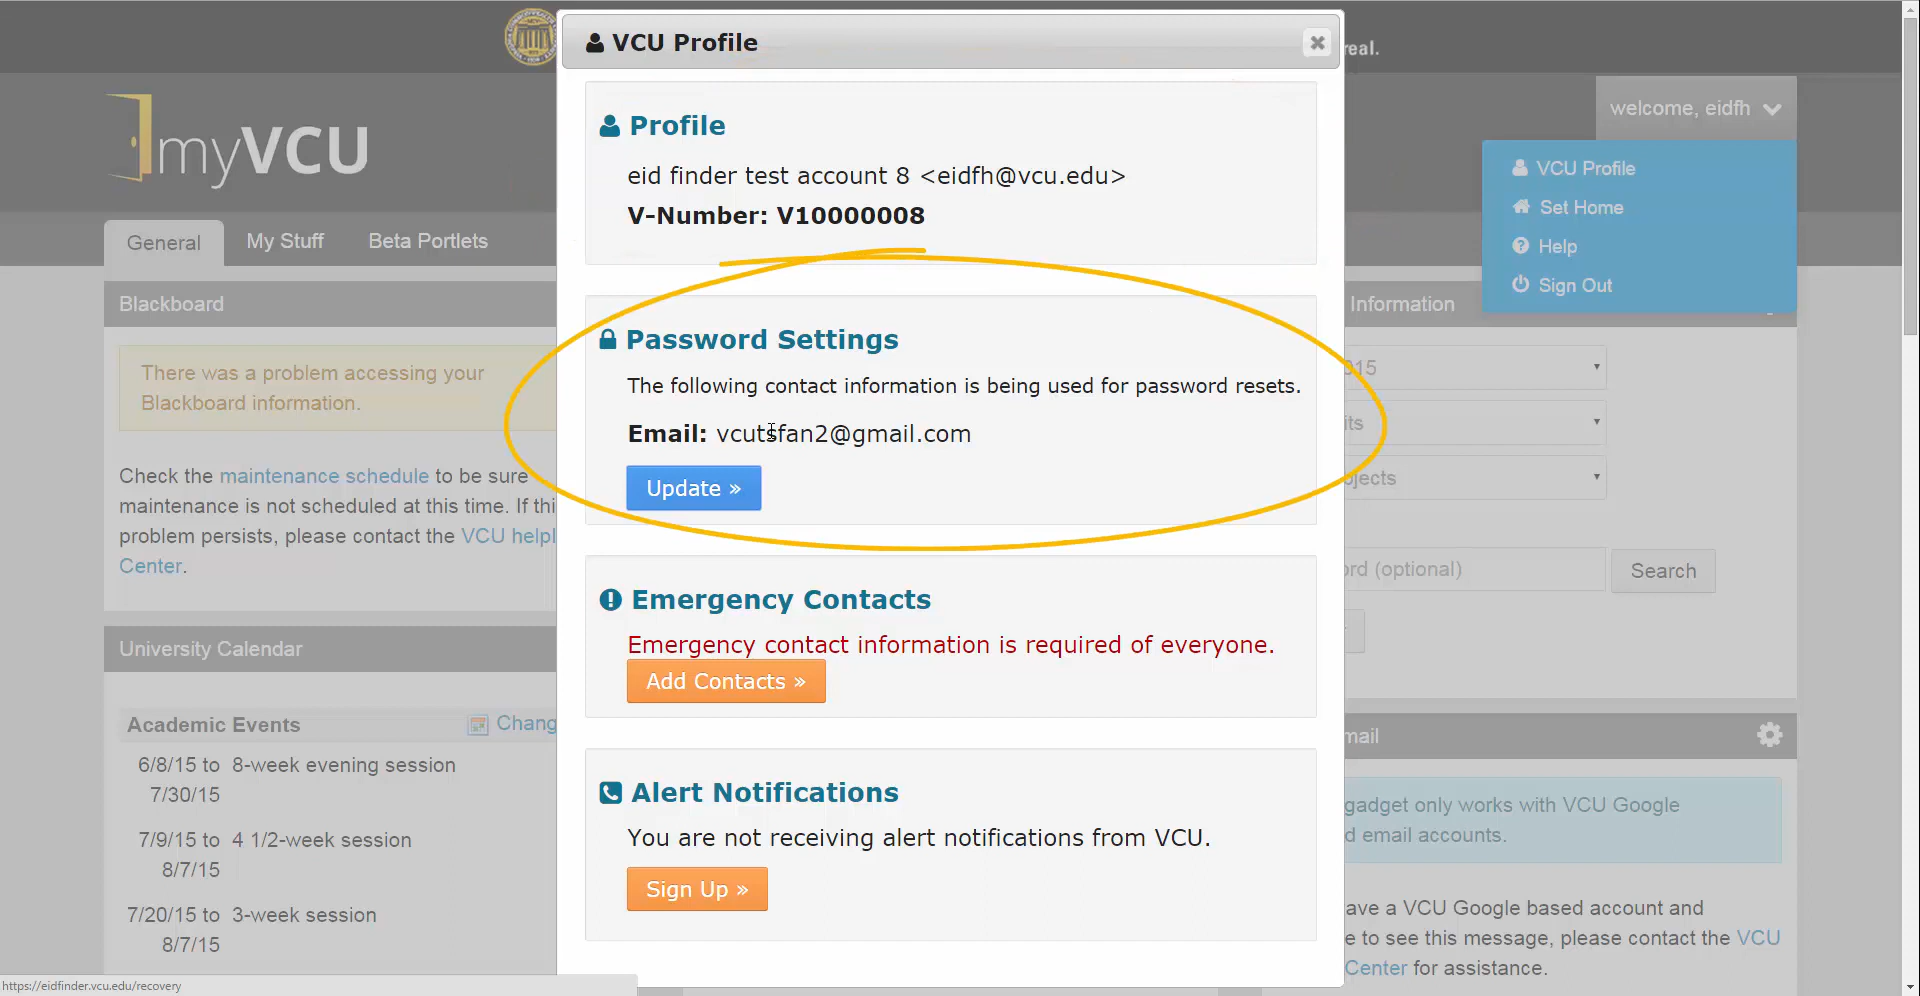 real.
VCU Profile
myVCU
welcome, eidfh
VCU Profile
Set Home
Help
Sign Out
General
My Stuff
Beta Portlets
Profile
eid finder test account 8 <eidfh@vcu.edu>
V-Number: V10000008
Password Settings
The following contact information is being used for password resets.
Email: vcutsfan2@gmail.com
Update »
Emergency Contacts
Emergency contact information is required of everyone.
Add Contacts »
Alert Notifications
You are not receiving alert notifications from VCU.
Sign Up »
Blackboard
There was a problem accessing your
Blackboard information.
Check the maintenance schedule to be sure
maintenance is not scheduled at this time. If thi
problem persists, please contact the VCU helpl
Center.
University Calendar
Academic Events
Chang
6/8/15 to 8-week evening session
7/30/15
7/9/15 to 4 1/2-week session
8/7/15
7/20/15 to 3-week session
8/7/15
Information
015
its
jects
ord (optional)
Search
mail
gadget only works with VCU Google
d email accounts.
ave a VCU Google based account and
e to see this message, please contact the VCU
Center for assistance.
https://eidfinder.vcu.edu/recovery